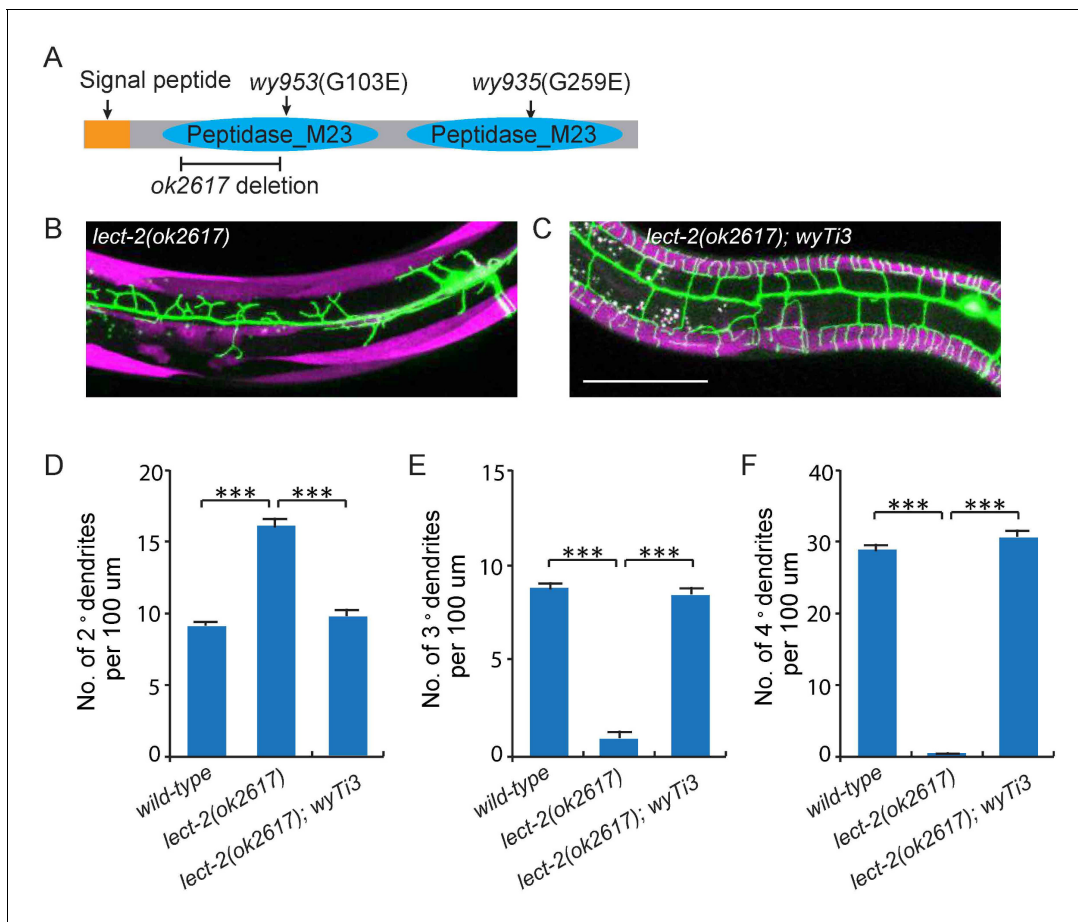 A
Signal peptide
wy953(G103E)
wy935(G259E)
Peptidase_M23
Peptidase_M23
ok2617 deletion
B
lect-2(ok2617)
C
lect-2(ok2617); wyTi3
D
No. of 2 ° dendrites
per 100 um
20
15
10
5
0
***
***
wild-type
lect-2(ok2617)
lect-2(ok2617); wyTi3
E
No. of 3 ° dendrites
per 100 um
15
10
5
0
***
***
wild-type
lect-2(ok2617)
lect-2(ok2617); wyTi3
F
No. of 4 ° dendrites
per 100 um
40
30
20
10
0
***
***
wild-type
lect-2(ok2617)
lect-2(ok2617); wyTi3